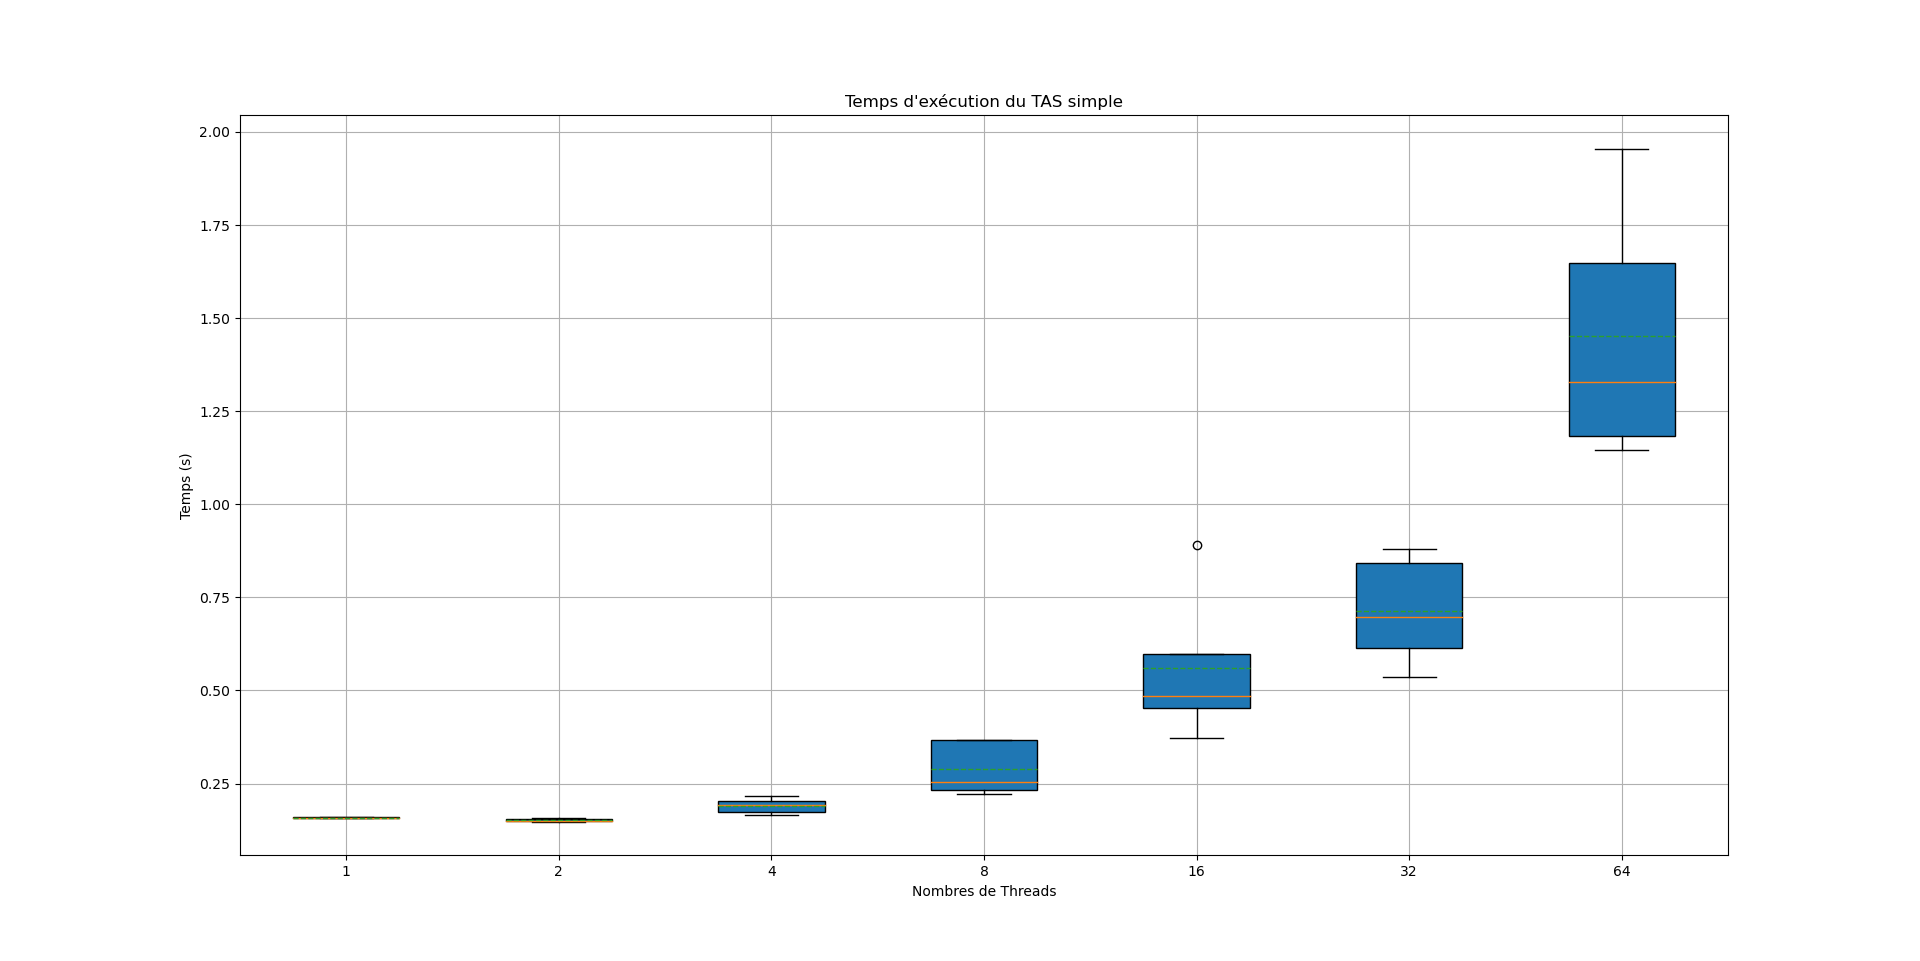 Temps d'exécution du TAS simple
2.00
1.75
1.50
1.25
1.00
0.75
0.50
0.25
Temps (s)
1 2 4 8 16 32 64
Nombres de Threads